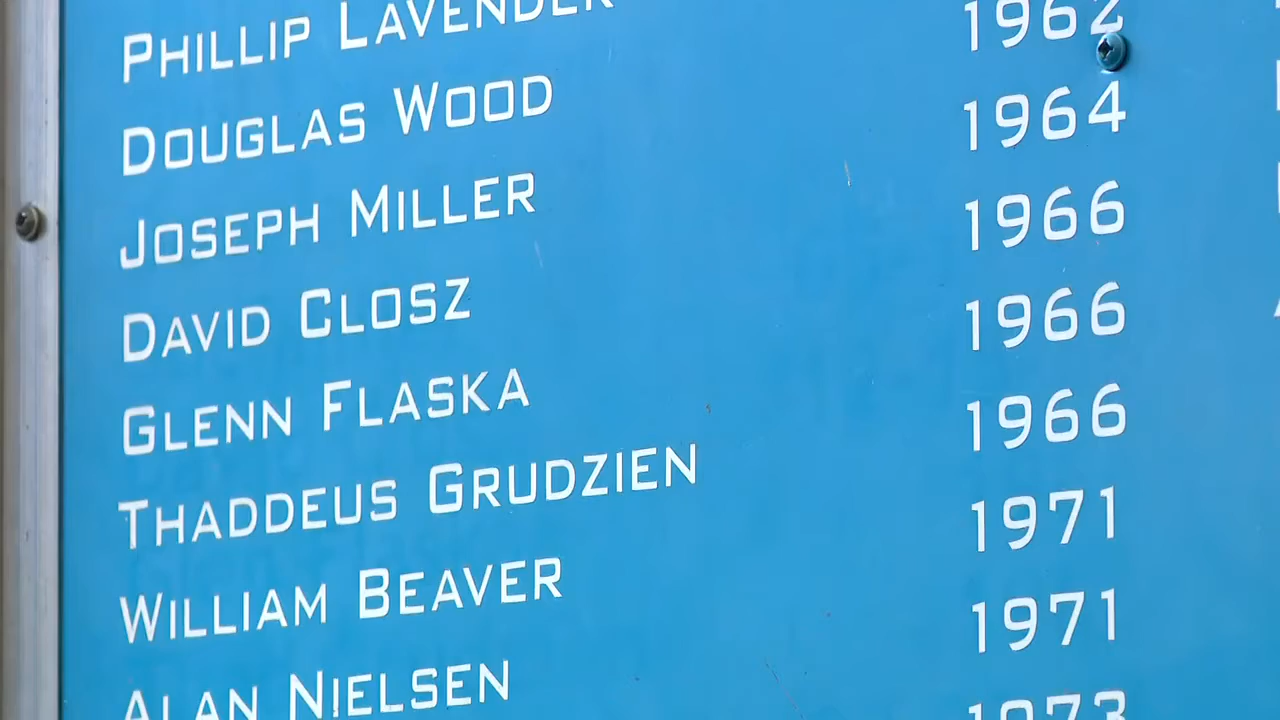 PHILLIP LAVENDER
DOUGLAS WOOD 1962
JOSEPH MILLER 1964
DAVID CLOSZ 1966
GLENN FLASKA 1966
THADDEUS GRUDZIEN 1966
WILLIAM BEAVER 1971
ALAN NIELSEN 1971
1973